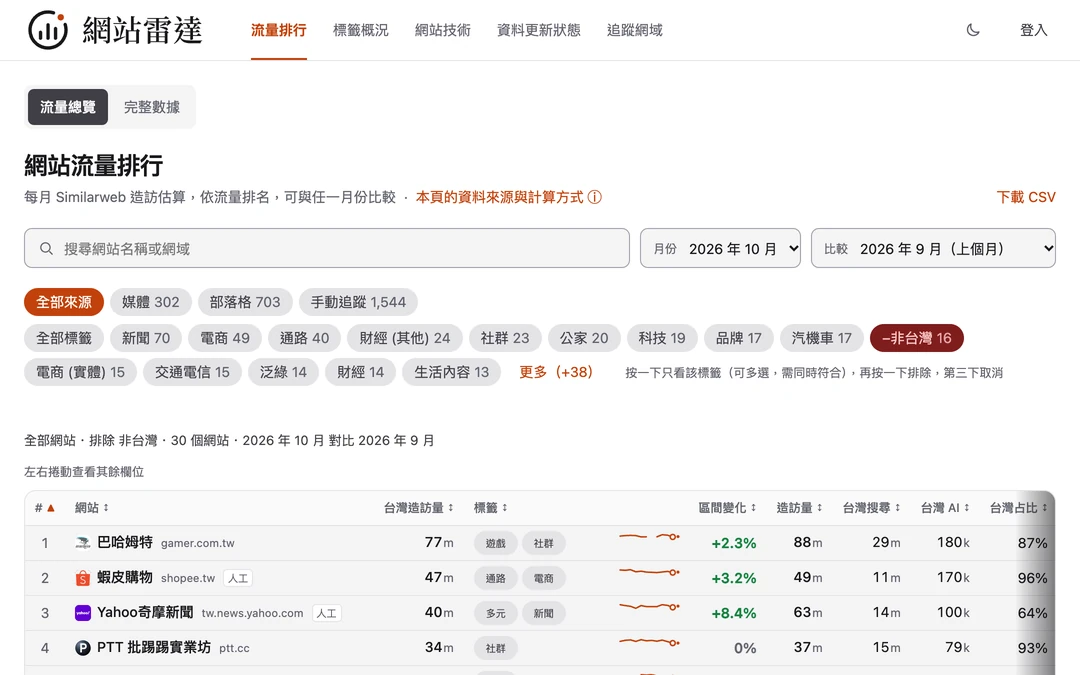 網站雷達 流量排行 標籤概況 網站技術 資料更新狀態 追蹤網域 登入
流量總覽 完整數據
網站流量排行
每月 Similarweb 造訪估算，依流量排名，可與任一月份比較 · 本頁的資料來源與計算方式 ⓘ 下載 CSV
搜尋網站名稱或網域 月份 2026 年 10 月 比較 2026 年 9 月（上個月）
全部來源 媒體 302 部落格 703 手動追蹤 1,544
全部標籤 新聞 70 電商 49 通路 40 財經 (其他) 24 社群 23 公家 20 科技 19 品牌 17 汽機車 17 −非台灣 16
電商 (實體) 15 交通電信 15 泛綠 14 財經 14 生活內容 13 更多（+38） 按一下只看該標籤（可多選，需同時符合），再按一下排除，第三下取消
全部網站 · 排除 非台灣 · 30 個網站 · 2026 年 10 月 對比 2026 年 9 月
左右捲動查看其餘欄位
# ▲ 網站 ↕ 台灣造訪量 ↕ 標籤 ↕ 區間變化 ↕ 造訪量 ↕ 台灣搜尋 ↕ 台灣 AI ↕ 台灣占比 ↕
1 巴哈姆特 gamer.com.tw 77m 遊戲 社群 +2.3% 88m 29m 180k 87%
2 蝦皮購物 shopee.tw 人工 47m 通路 電商 +3.2% 49m 11m 170k 96%
3 Yahoo奇摩新聞 tw.news.yahoo.com 人工 40m 多元 新聞 +8.4% 63m 14m 100k 64%
4 PTT 批踢踢實業坊 ptt.cc 34m 社群 0% 37m 15m 79k 93%